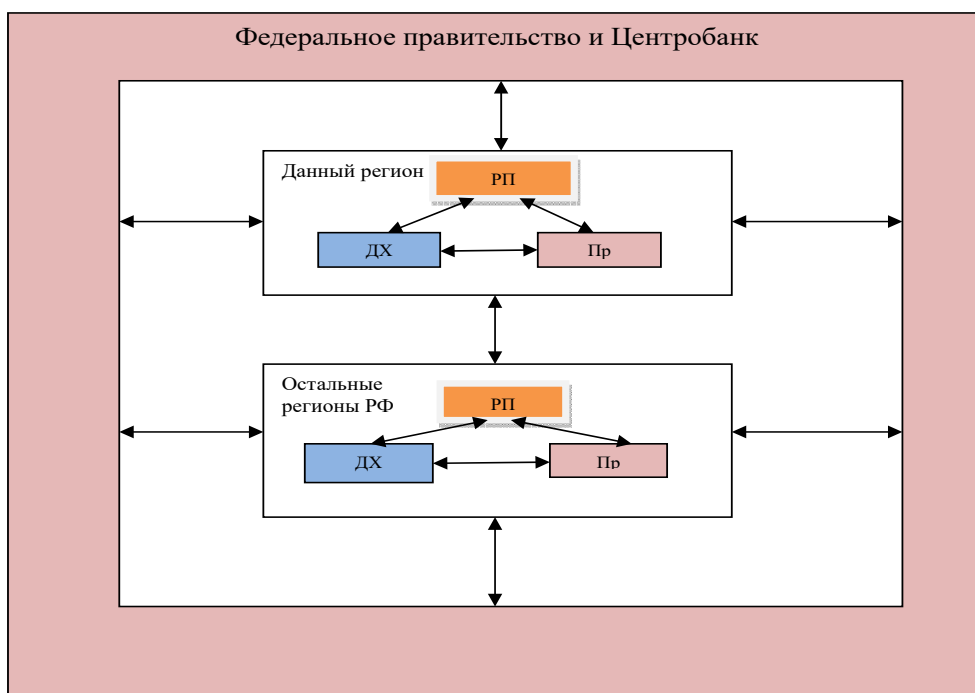 Федеральное правительство и Центробанк
Данный регион
РП
ДХ
Пр
Остальные
регионы РФ
РП
ДХ
Пр